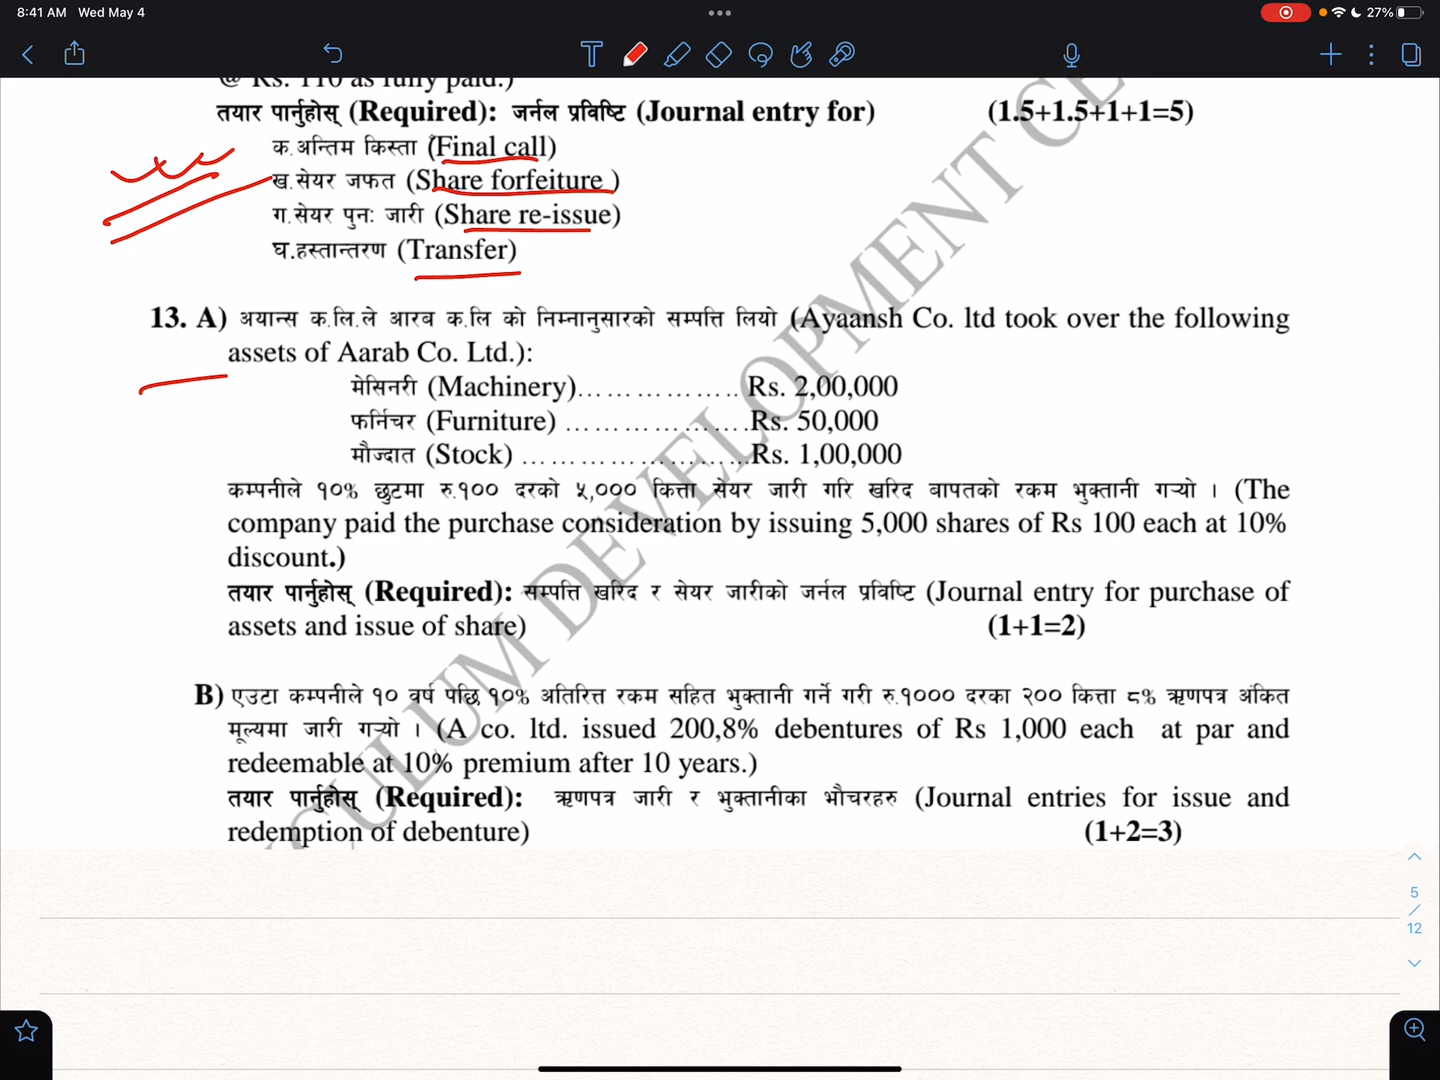 8:41 AM Wed May 4
27%
@ Rs. 110 as fully paid.)
तयार पार्नुहोस् (Required): जर्नल प्रविष्टि (Journal entry for) (1.5+1.5+1+1=5)
क.अन्तिम किस्ता (Final call)
ख.सेयर जफत (Share forfeiture )
ग.सेयर पुनः जारी (Share re-issue)
घ.हस्तान्तरण (Transfer)
13. A) अयान्स क.लि.ले आरब क.लि को निम्नानुसारको सम्पत्ति लियो (Ayaansh Co. ltd took over the following
assets of Aarab Co. Ltd.):
मेसिनरी (Machinery)……………….. Rs. 2,00,000
फर्निचर (Furniture) ………………….Rs. 50,000
मौज्दात (Stock) ……………………...Rs. 1,00,000
कम्पनीले १०% छुटमा रु.१०० दरको ५,००० कित्ता सेयर जारी गरि खरिद बापतको रकम भुक्तानी गऱ्यो । (The
company paid the purchase consideration by issuing 5,000 shares of Rs 100 each at 10%
discount.)
तयार पार्नुहोस् (Required): सम्पत्ति खरिद र सेयर जारीको जर्नल प्रविष्टि (Journal entry for purchase of
assets and issue of share) (1+1=2)
B) एउटा कम्पनीले १० वर्ष पछि १०% अतिरित्त रकम सहित भुक्तानी गर्ने गरी रु.१००० दरका २०० कित्ता ८% ऋणपत्र अंकित
मूल्यमा जारी गऱ्यो । (A co. ltd. issued 200,8% debentures of Rs 1,000 each at par and
redeemable at 10% premium after 10 years.)
तयार पार्नुहोस् (Required): ऋणपत्र जारी र भुक्तानीका भौचरहरु (Journal entries for issue and
redemption of debenture) (1+2=3)
CULUM DEVELOPMENT CE
5
/
12